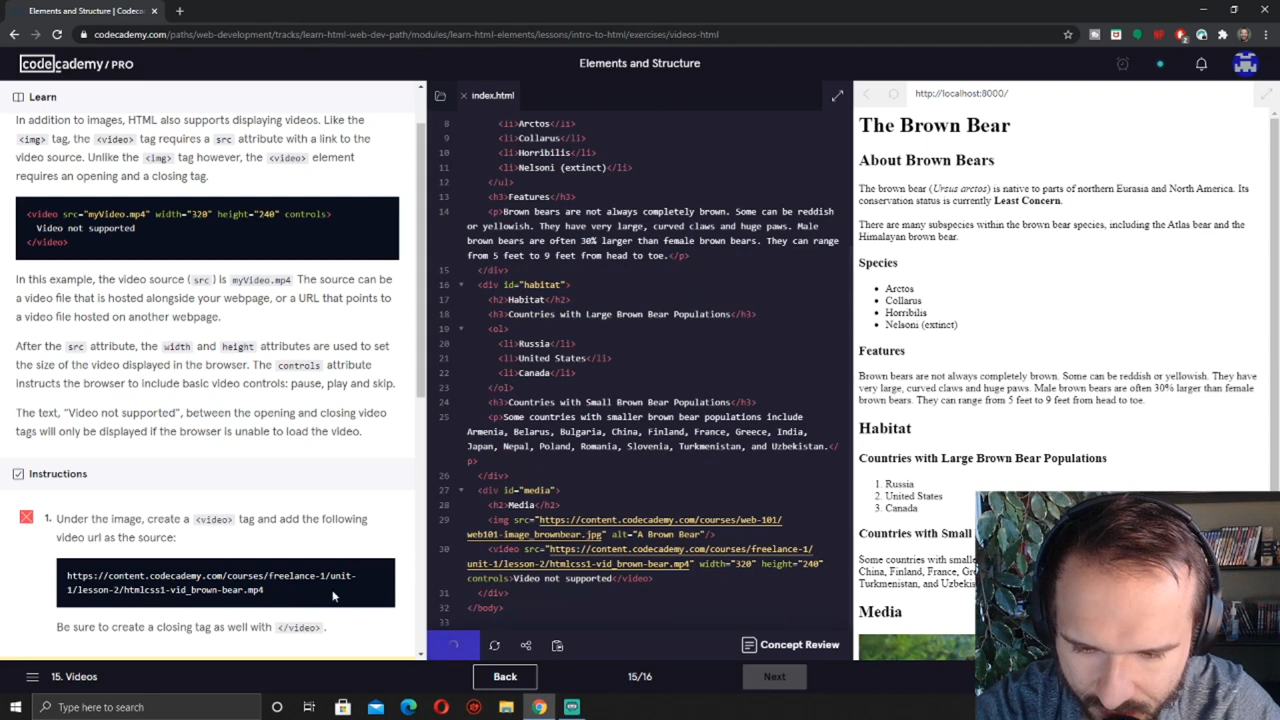 Elements and Structure | Codeca
codecademy.com/paths/web-development/tracks/learn-html-web-dev-path/modules/learn-html-elements/lessons/intro-to-html/exercises/videos-html
codecademy / PRO
Elements and Structure
Learn
In addition to images, HTML also supports displaying videos. Like the
<img> tag, the <video> tag requires a src attribute with a link to the
video source. Unlike the <img> tag however, the <video> element
requires an opening and a closing tag.
<video src="myVideo.mp4" width="320" height="240" controls>
Video not supported
</video>
In this example, the video source ( src ) is myVideo.mp4 The source can be
a video file that is hosted alongside your webpage, or a URL that points to
a video file hosted on another webpage.
After the src attribute, the width and height attributes are used to set
the size of the video displayed in the browser. The controls attribute
instructs the browser to include basic video controls: pause, play and skip.
The text, "Video not supported", between the opening and closing video
tags will only be displayed if the browser is unable to load the video.
Instructions
1. Under the image, create a <video> tag and add the following
video url as the source:
https://content.codecademy.com/courses/freelance-1/unit-
1/lesson-2/htmlcss1-vid_brown-bear.mp4
Be sure to create a closing tag as well with </video>.
index.html
8 <li>Arctos</li>
9 <li>Collarus</li>
10 <li>Horribilis</li>
11 <li>Nelsoni (extinct)</li>
12 </ul>
13 <h3>Features</h3>
14 <p>Brown bears are not always completely brown. Some can be reddish
or yellowish. They have very large, curved claws and huge paws. Male
brown bears are often 30% larger than female brown bears. They can range
from 5 feet to 9 feet from head to toe.</p>
15 </div>
16 <div id="habitat">
17 <h2>Habitat</h2>
18 <h3>Countries with Large Brown Bear Populations</h3>
19 <ol>
20 <li>Russia</li>
21 <li>United States</li>
22 <li>Canada</li>
23 </ol>
24 <h3>Countries with Small Brown Bear Populations</h3>
25 <p>Some countries with smaller brown bear populations include
Armenia, Belarus, Bulgaria, China, Finland, France, Greece, India,
Japan, Nepal, Poland, Romania, Slovenia, Turkmenistan, and Uzbekistan.</
p>
26 </div>
27 <div id="media">
28 <h2>Media</h2>
29 <img src="https://content.codecademy.com/courses/web-101/
web101-image_brownbear.jpg" alt="A Brown Bear"/>
30 <video src="https://content.codecademy.com/courses/freelance-1/
unit-1/lesson-2/htmlcss1-vid_brown-bear.mp4" width="320" height="240"
controls>Video not supported</video>
31 </div>
32 </body>
33
Concept Review
http://localhost:8000/
The Brown Bear
About Brown Bears
The brown bear (Ursus arctos) is native to parts of northern Eurasia and North America. Its
conservation status is currently Least Concern.
There are many subspecies within the brown bear species, including the Atlas bear and the
Himalayan brown bear.
Species
Arctos
Collarus
Horribilis
Nelsoni (extinct)
Features
Brown bears are not always completely brown. Some can be reddish or yellowish. They have
very large, curved claws and huge paws. Male brown bears are often 30% larger than female
brown bears. They can range from 5 feet to 9 feet from head to toe.
Habitat
Countries with Large Brown Bear Populations
1. Russia
2. United States
3. Canada
Countries with Small
Some countries with smalle
China, Finland, France, Ge
Turkmenistan, and Uzbekis
Media
15. Videos
Back
15/16
Next
Type here to search